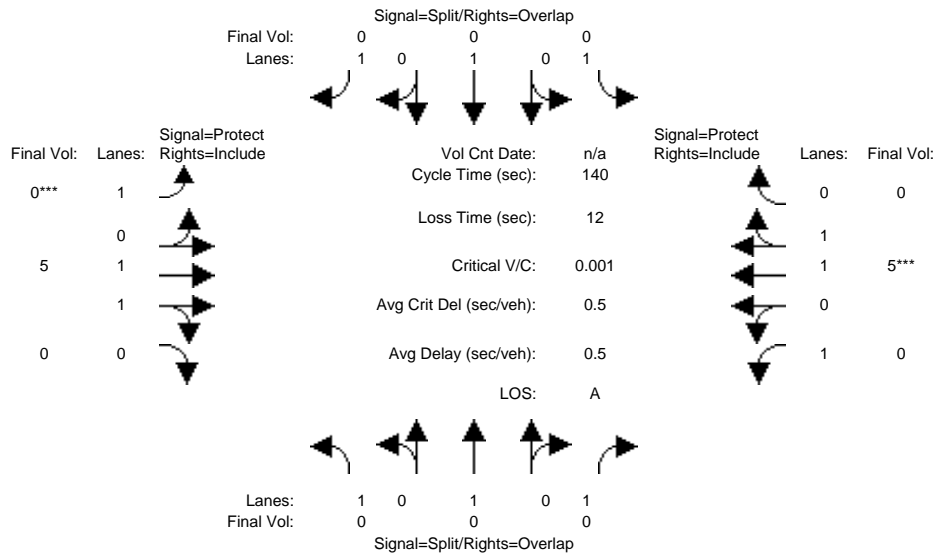 Signal=Split/Rights=Overlap
Final Vol: 0 0 0
Lanes: 1 0 1 0 1
Signal=Protect Signal=Protect
Final Vol: Lanes: Rights=Include Vol Cnt Date: n/a Rights=Include Lanes: Final Vol:
Cycle Time (sec): 140
0*** 1 0 0
Loss Time (sec): 12
0 1
5 1 Critical V/C: 0.001 1 5***
1 Avg Crit Del (sec/veh): 0.5 0
0 0 Avg Delay (sec/veh): 0.5 1 0
LOS: A
Lanes: 1 0 1 0 1
Final Vol: 0 0 0
Signal=Split/Rights=Overlap